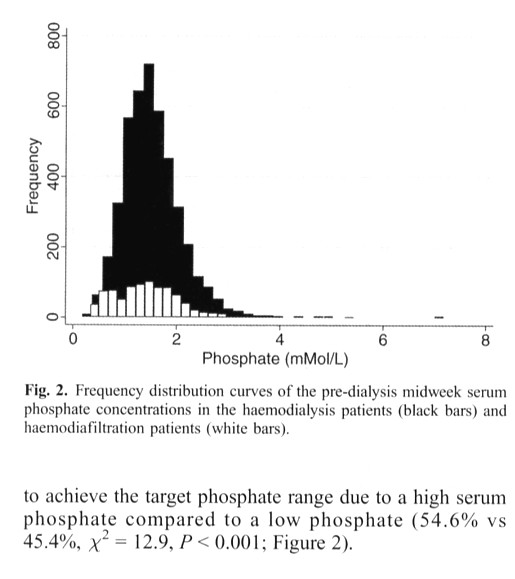 800
600
400
200
0
Frequency
0 2 4 6 8
Phosphate (mMol/L)
Fig. 2. Frequency distribution curves of the pre-dialysis midweek serum
phosphate concentrations in the haemodialysis patients (black bars) and
haemodiafiltration patients (white bars).
to achieve the target phosphate range due to a high serum
phosphate compared to a low phosphate (54.6% vs
45.4%, χ² = 12.9, P < 0.001; Figure 2).